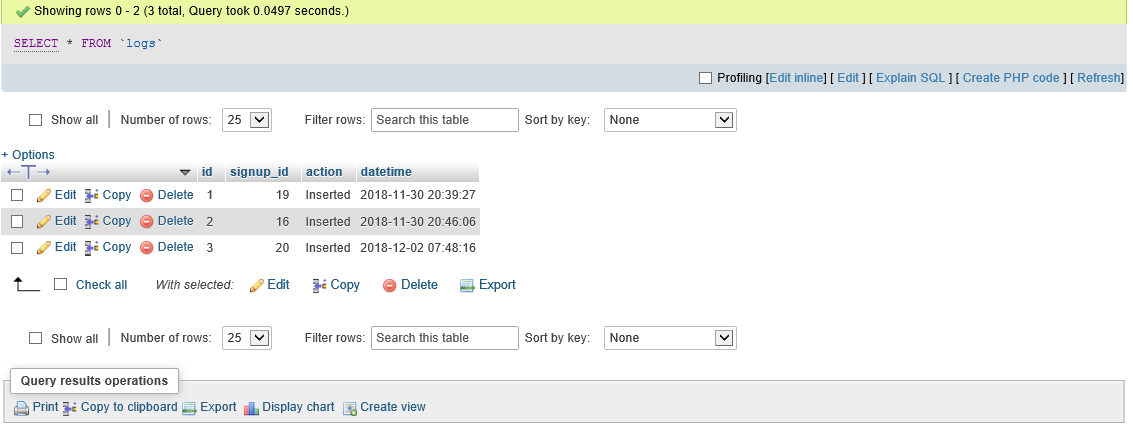 Showing rows 0 - 2 (3 total, Query took 0.0497 seconds.)
SELECT * FROM `logs`
Profiling [Edit inline] [ Edit ] [ Explain SQL ] [ Create PHP code ] [ Refresh]
Show all | Number of rows: 25 Filter rows: Search this table Sort by key: None
+ Options
←T→ id signup_id action datetime
Edit Copy Delete 1 19 Inserted 2018-11-30 20:39:27
Edit Copy Delete 2 16 Inserted 2018-11-30 20:46:06
Edit Copy Delete 3 20 Inserted 2018-12-02 07:48:16
Check all With selected: Edit Copy Delete Export
Show all | Number of rows: 25 Filter rows: Search this table Sort by key: None
Query results operations
Print Copy to clipboard Export Display chart Create view